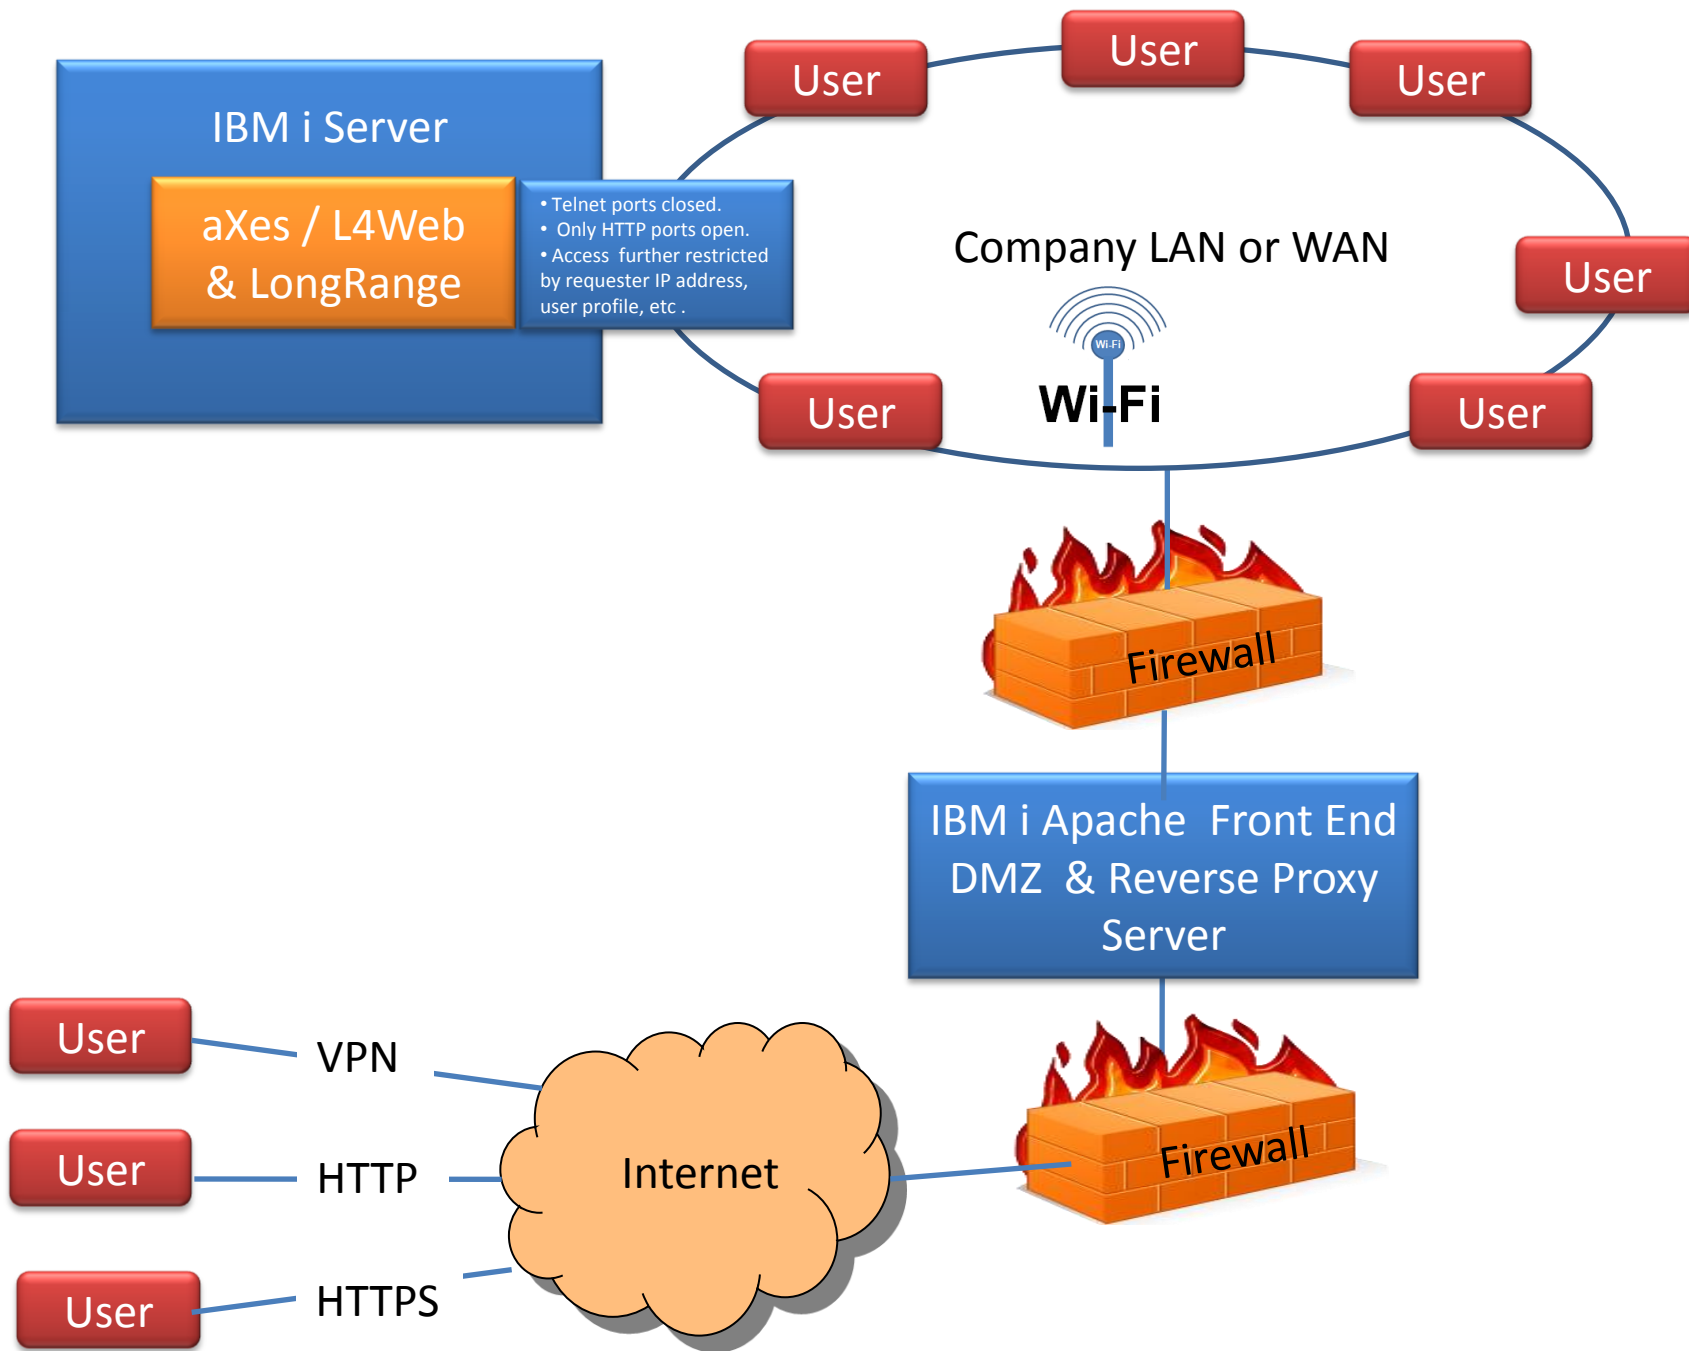 User
User
User
IBM i Server
aXes / L4Web
& LongRange
• Telnet ports closed.
• Only HTTP ports open.
• Access further restricted
by requester IP address,
user profile, etc .
Company LAN or WAN
User
Wi-Fi
Wi-Fi
User
User
Firewall
IBM i Apache Front End
DMZ & Reverse Proxy
Server
User
VPN
User
HTTP
User
HTTPS
Internet
Firewall